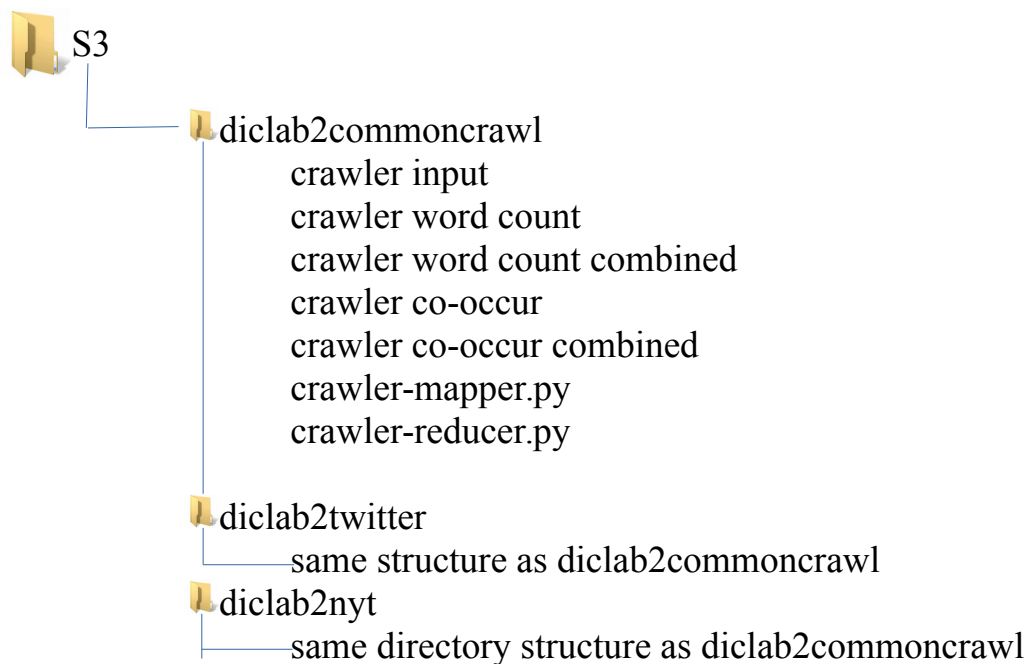 S3
diclab2commoncrawl
crawler input
crawler word count
crawler word count combined
crawler co-occur
crawler co-occur combined
crawler-mapper.py
crawler-reducer.py
diclab2twitter
same structure as diclab2commoncrawl
diclab2nyt
same directory structure as diclab2commoncrawl